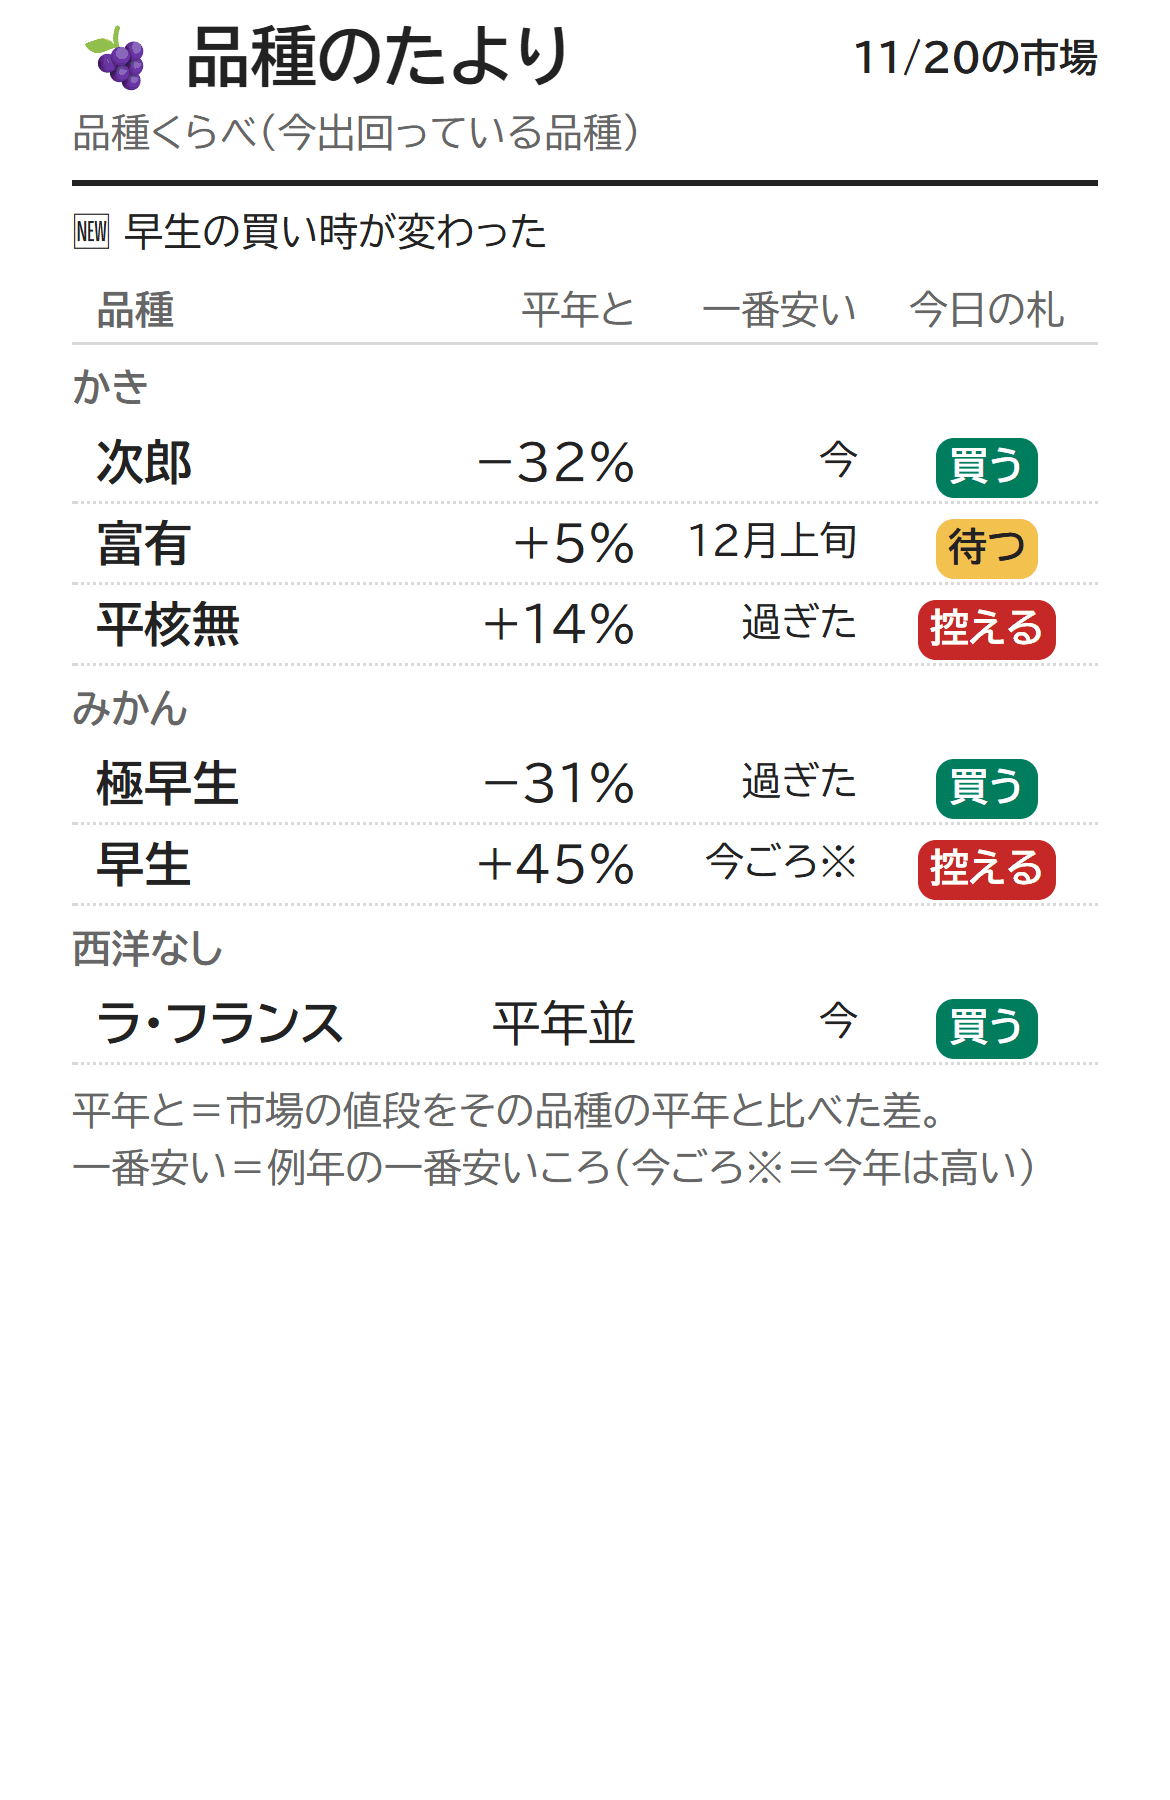 品種のたより 11/20の市場
品種くらべ（今出回っている品種）
NEW 早生の買い時が変わった
品種 平年と 一番安い 今日の札
かき
次郎 −32% 今 買う
富有 +5% 12月上旬 待つ
平核無 +14% 過ぎた 控える
みかん
極早生 −31% 過ぎた 買う
早生 +45% 今ごろ※ 控える
西洋なし
ラ・フランス 平年並 今 買う
平年と＝市場の値段をその品種の平年と比べた差。
一番安い＝例年の一番安いころ（今ごろ※＝今年は高い）